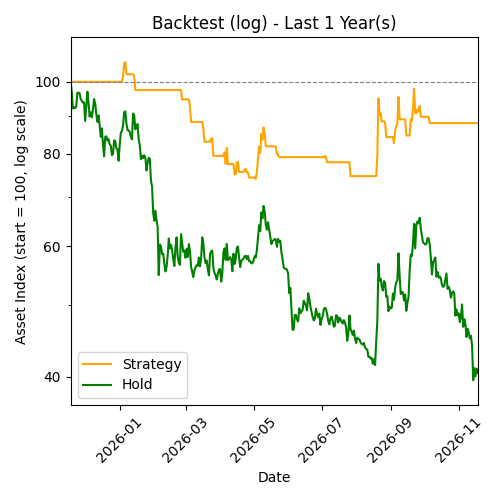 Backtest (log) - Last 1 Year(s)
Asset Index (start = 100, log scale)
100
80
60
40
Strategy
Hold
2026-01
2026-03
2026-05
2026-07
2026-09
2026-11
Date